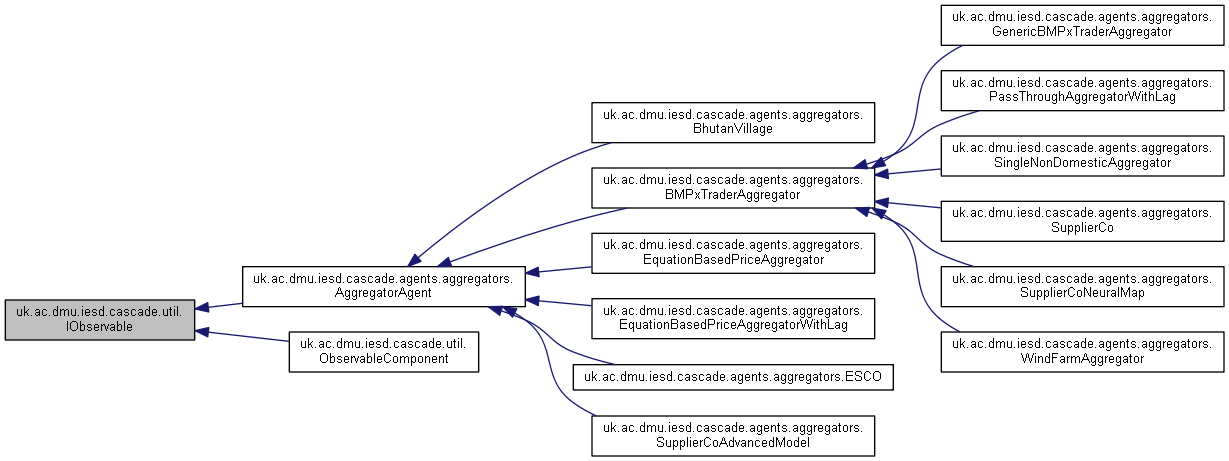 uk.ac.dmu.iesd.cascade.util.
IObservable
uk.ac.dmu.iesd.cascade.agents.aggregators.
AggregatorAgent
uk.ac.dmu.iesd.cascade.util.
ObservableComponent
uk.ac.dmu.iesd.cascade.agents.aggregators.
BhutanVillage
uk.ac.dmu.iesd.cascade.agents.aggregators.
BMPxTraderAggregator
uk.ac.dmu.iesd.cascade.agents.aggregators.
EquationBasedPriceAggregator
uk.ac.dmu.iesd.cascade.agents.aggregators.
EquationBasedPriceAggregatorWithLag
uk.ac.dmu.iesd.cascade.agents.aggregators.ESCO
uk.ac.dmu.iesd.cascade.agents.aggregators.
SupplierCoAdvancedModel
uk.ac.dmu.iesd.cascade.agents.aggregators.
GenericBMPxTraderAggregator
uk.ac.dmu.iesd.cascade.agents.aggregators.
PassThroughAggregatorWithLag
uk.ac.dmu.iesd.cascade.agents.aggregators.
SingleNonDomesticAggregator
uk.ac.dmu.iesd.cascade.agents.aggregators.
SupplierCo
uk.ac.dmu.iesd.cascade.agents.aggregators.
SupplierCoNeuralMap
uk.ac.dmu.iesd.cascade.agents.aggregators.
WindFarmAggregator